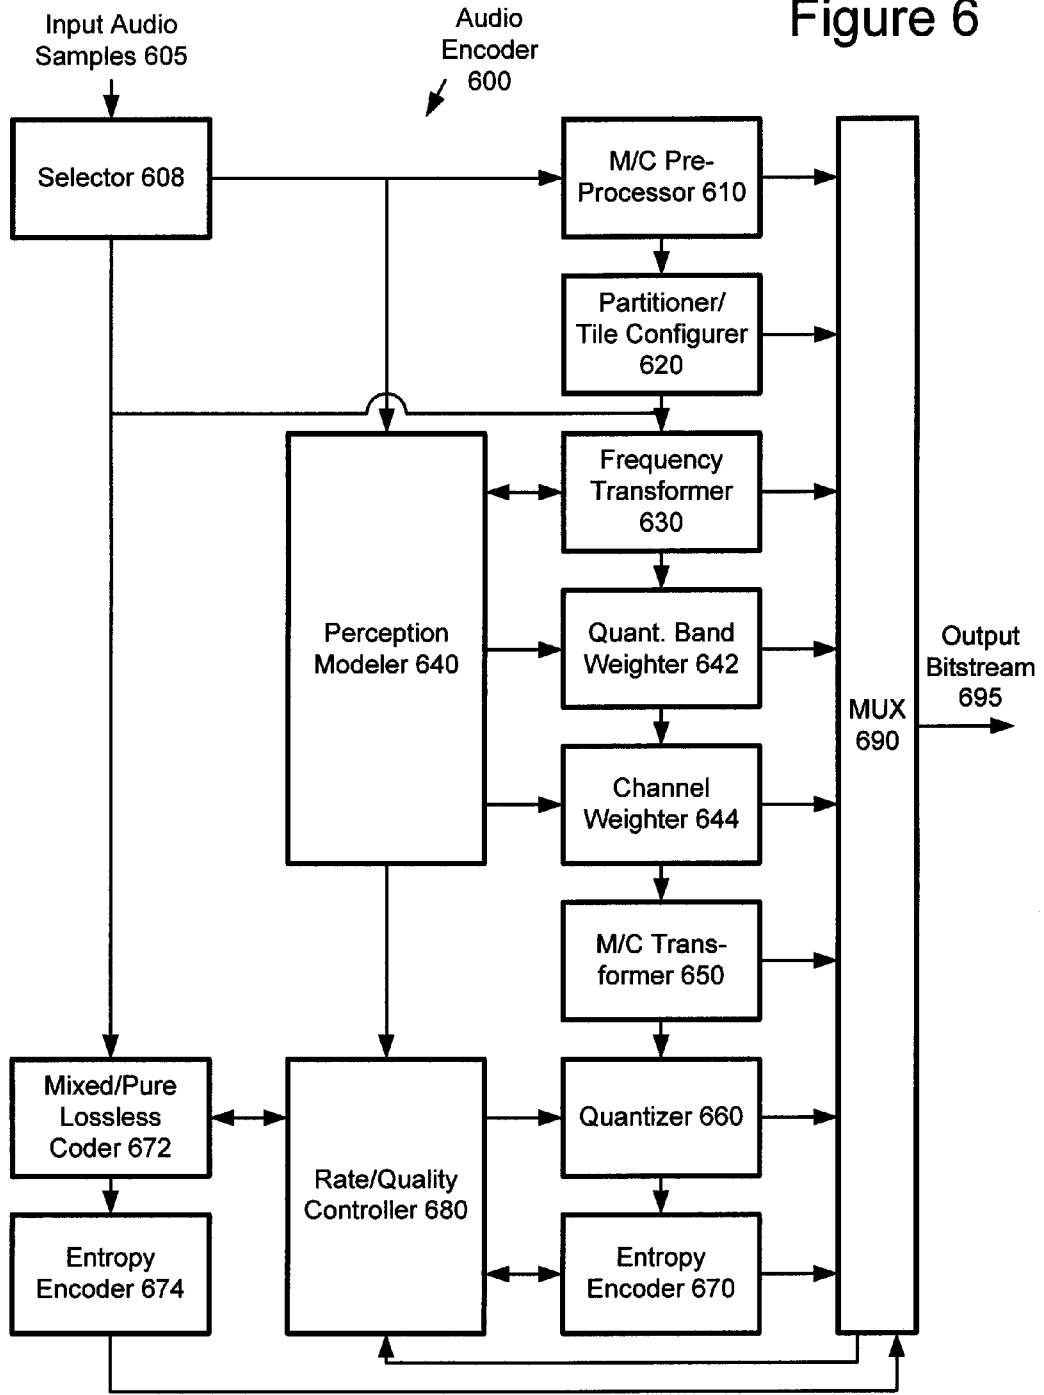 Figure 6
Input Audio
Samples 605
Audio
Encoder
600
Selector 608
M/C Pre-
Processor 610
Partitioner/
Tile Configurer
620
Frequency
Transformer
630
Perception
Modeler 640
Quant. Band
Weighter 642
Output
Bitstream
695
MUX
690
Channel
Weighter 644
M/C Trans-
former 650
Mixed/Pure
Lossless
Coder 672
Quantizer 660
Rate/Quality
Controller 680
Entropy
Encoder 674
Entropy
Encoder 670